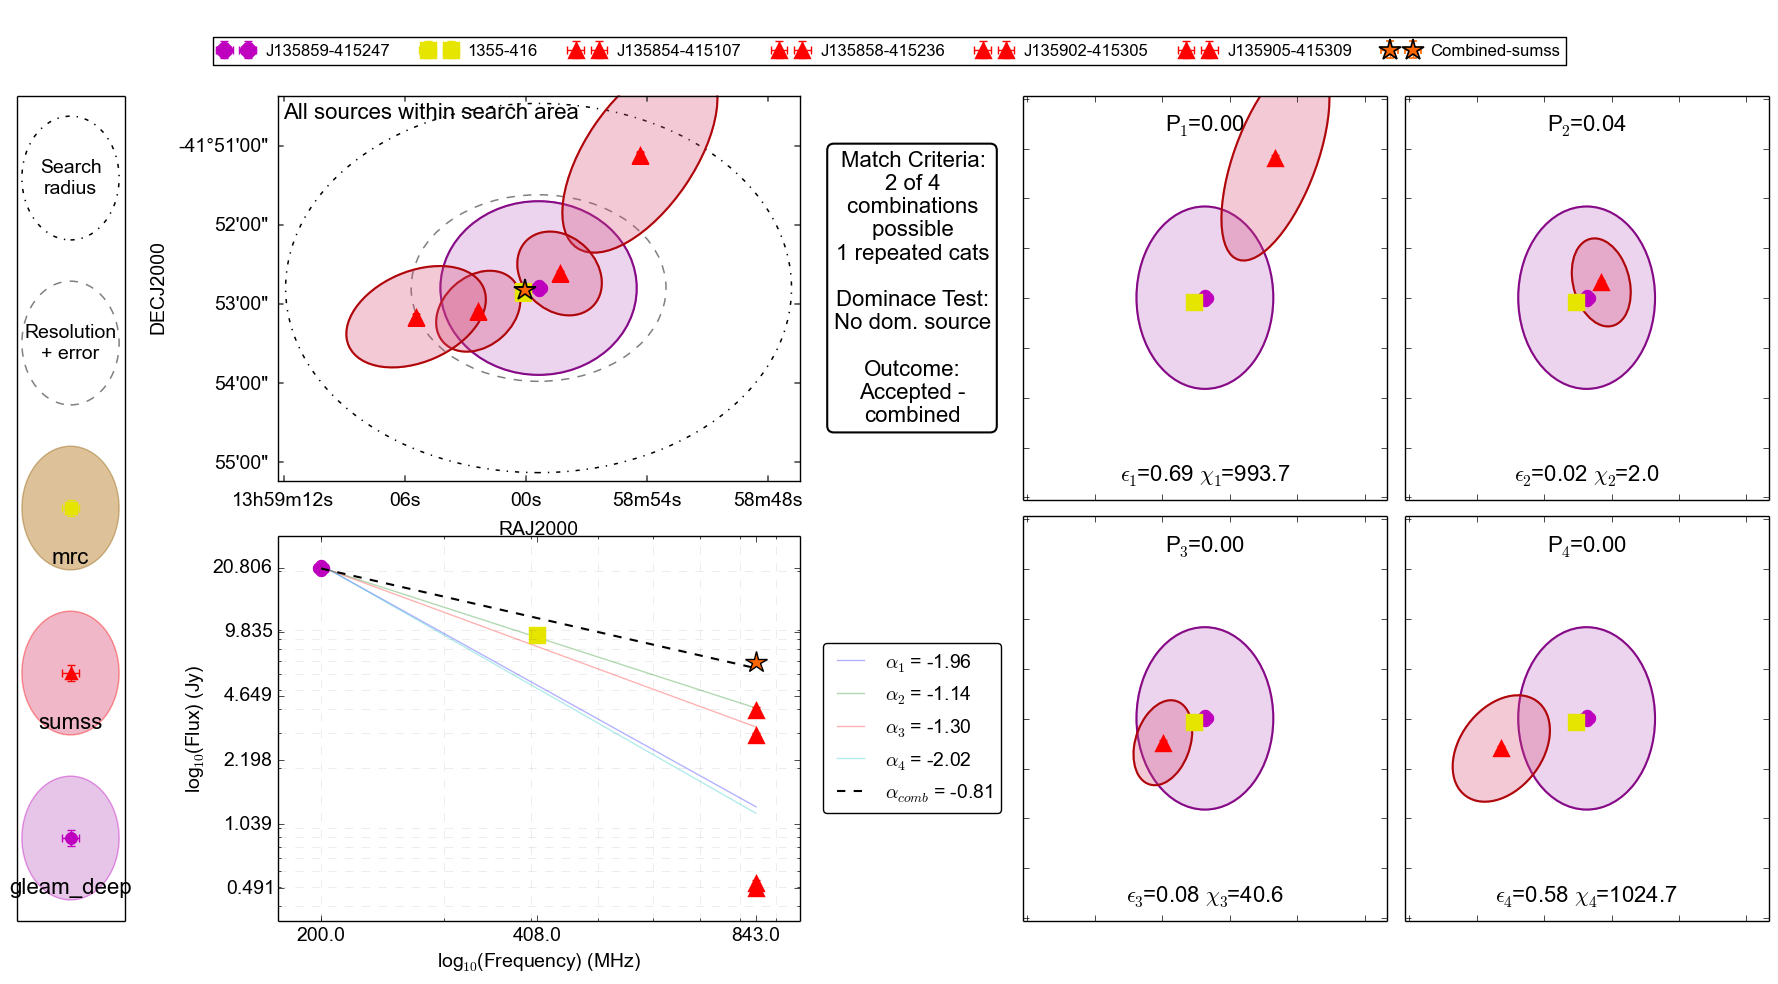 J135859-415247 1355-416 J135854-415107 J135858-415236 J135902-415305 J135905-415309 Combined-sumss
Search
radius
Resolution
+ error
mrc
sumss
gleam_deep
All sources within search area
DECJ2000
-41°51'00"
52'00"
53'00"
54'00"
55'00"
13h59m12s 06s 00s 58m54s 58m48s
RAJ2000
Match Criteria:
2 of 4
combinations
possible
1 repeated cats
Dominace Test:
No dom. source
Outcome:
Accepted -
combined
P₁=0.00
ϵ₁=0.69 χ₁=993.7
P₂=0.04
ϵ₂=0.02 χ₂=2.0
log₁₀(Flux) (Jy)
20.806
9.835
4.649
2.198
1.039
0.491
200.0 408.0 843.0
log₁₀(Frequency) (MHz)
α₁ = -1.96
α₂ = -1.14
α₃ = -1.30
α₄ = -2.02
α_comb = -0.81
P₃=0.00
ϵ₃=0.08 χ₃=40.6
P₄=0.00
ϵ₄=0.58 χ₄=1024.7